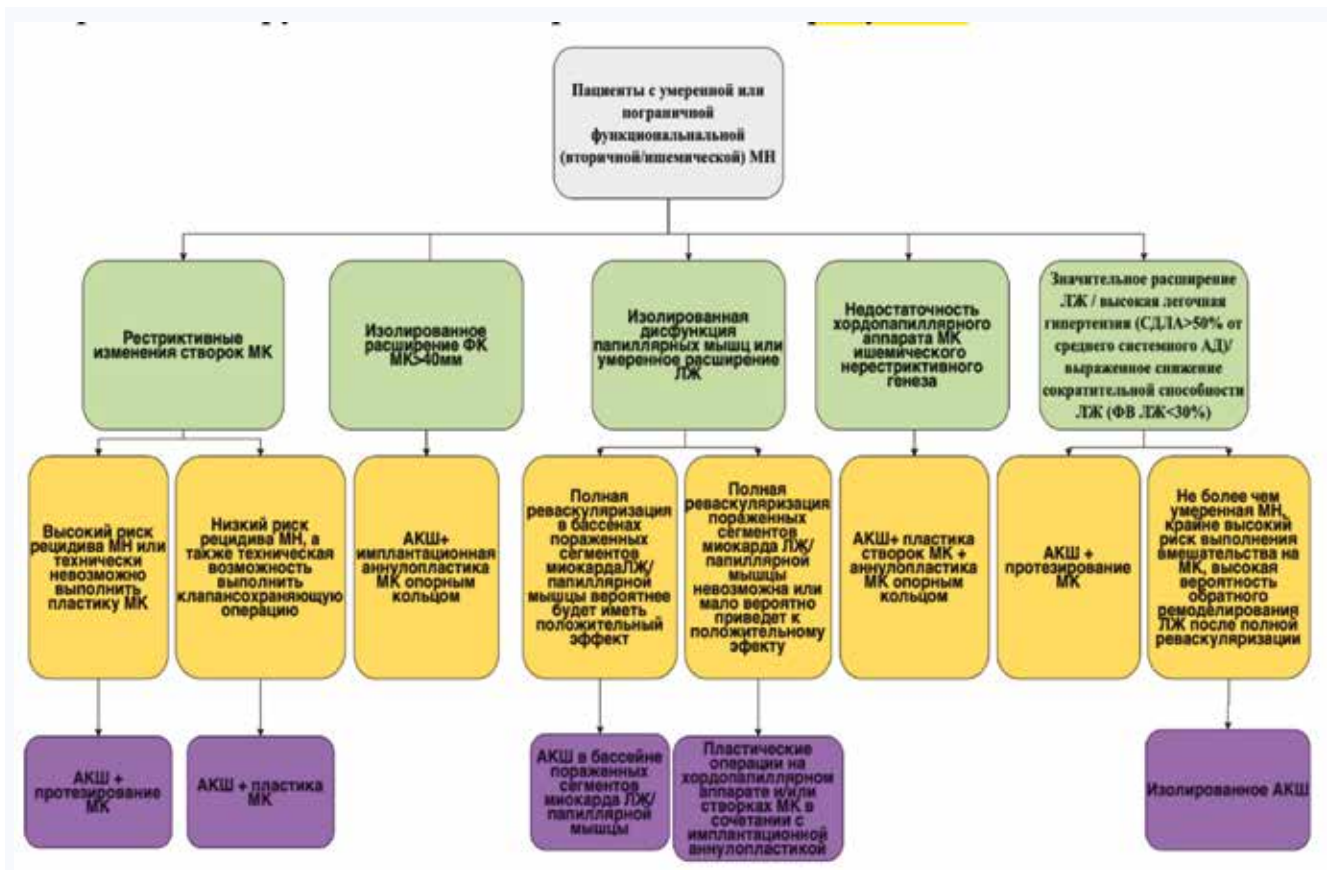 Пациенты с умеренной или
пограничной
функциональнальной
(вторичной/ишемической) МН
Рестриктивные
изменения створок МК
Изолированное
расширение ФК
МК>40мм
Изолированная
дисфункция
папиллярных мышц или
умеренное расширение
ЛЖ
Недостаточность
хордопапиллярного
аппарата МК
ишемического
нерестриктивного
генеза
Значительное расширение
ЛЖ / высокая легочная
гипертензия (СДЛА>50% от
среднего системного АД)/
выраженное снижение
сократительной способности
ЛЖ (ФВ ЛЖ<30%)
Высокий риск
рецидива МН или
технически
невозможно
выполнить
пластику МК
Низкий риск
рецидива МН, а
также техническая
возможность
выполнить
клапансохраняющую
операцию
АКШ+
имплантационная
аннулопластика
МК опорным
кольцом
Полная
реваскуляризация
в бассенах
пораженных
сегментов
миокардаЛЖ/
папиллярной
мышцы вероятнее
будет иметь
положительный
эффект
Полная
реваскуляризация
пораженных
сегментов
миокарда ЛЖ/
папиллярной
мышцы
невозможна или
мало вероятно
приведет к
положительному
эфекту
АКШ+ пластика
створок МК +
аннулопластика
МК опорным
кольцом
АКШ +
протезирование
МК
Не более чем
умеренная МН,
крайне высокий
риск выполнения
вмешательства на
МК, высокая
вероятность
обратного
ремоделирования
ЛЖ после полной
реваскуляризации
АКШ +
протезирование
МК
АКШ + пластика
МК
АКШ в бассейне
пораженных
сегментов
миокарда ЛЖ/
папиллярной
мышцы
Пластические
операции на
хордопапиллярном
аппарате и/или
створках МК в
сочетании с
имплантационной
аннулопластикой
Изолированное АКШ